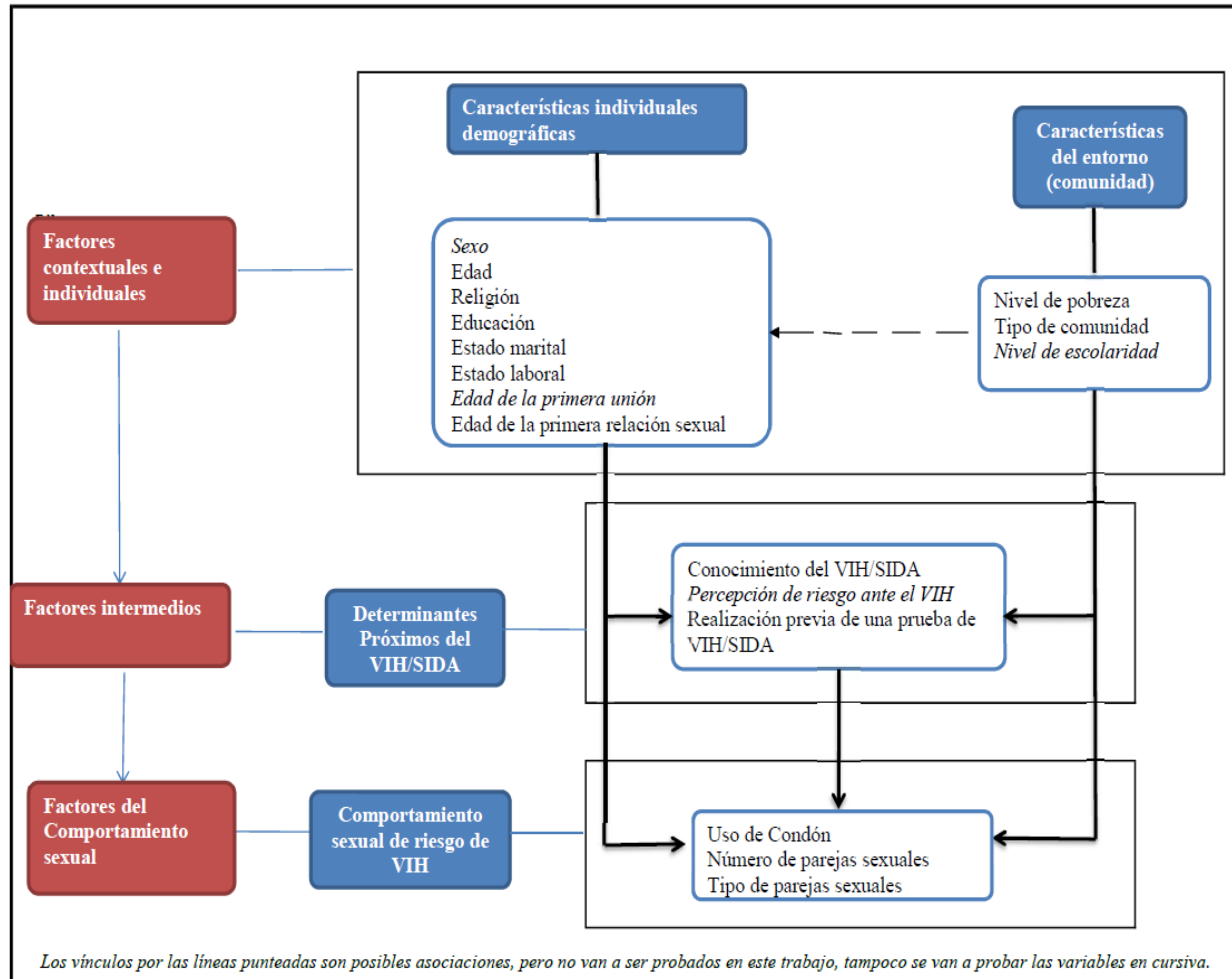 Características individuales
demográficas
Características
del entorno
(comunidad)
Factores
contextuales e
individuales
Sexo
Edad
Religión
Educación
Estado marital
Estado laboral
Edad de la primera unión
Edad de la primera relación sexual
Nivel de pobreza
Tipo de comunidad
Nivel de escolaridad
Factores intermedios
Determinantes
Próximos del
VIH/SIDA
Conocimiento del VIH/SIDA
Percepción de riesgo ante el VIH
Realización previa de una prueba de
VIH/SIDA
Factores del
Comportamiento
sexual
Comportamiento
sexual de riesgo de
VIH
Uso de Condón
Número de parejas sexuales
Tipo de parejas sexuales
Los vínculos por las líneas punteadas son posibles asociaciones, pero no van a ser probados en este trabajo, tampoco se van a probar las variables en cursiva.